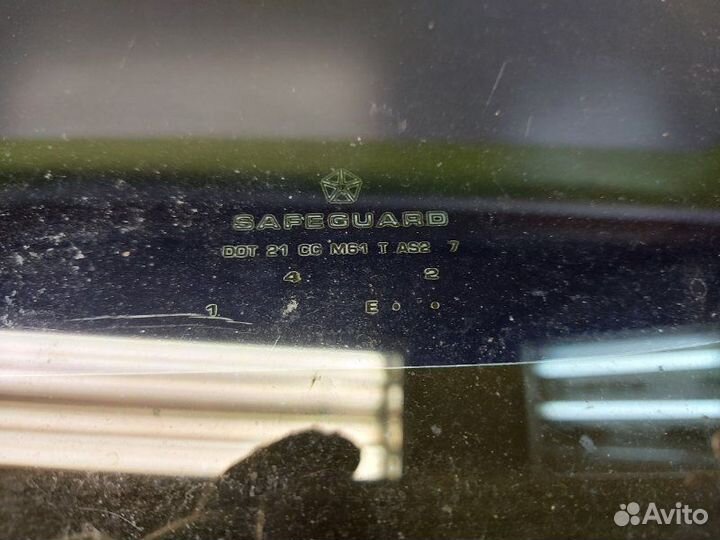 SAFEGUARD
DOT 21 CC M61 T AS2 7
4 2
1 E
Avito